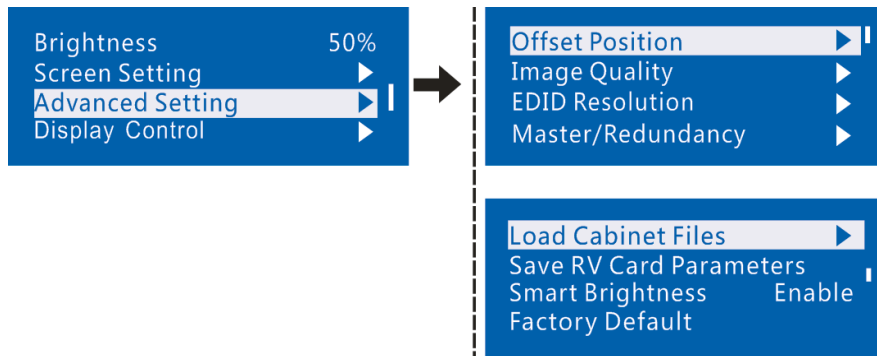 Brightness 50%
Screen Setting
Advanced Setting
Display Control
Offset Position
Image Quality
EDID Resolution
Master/Redundancy
Load Cabinet Files
Save RV Card Parameters
Smart Brightness Enable
Factory Default